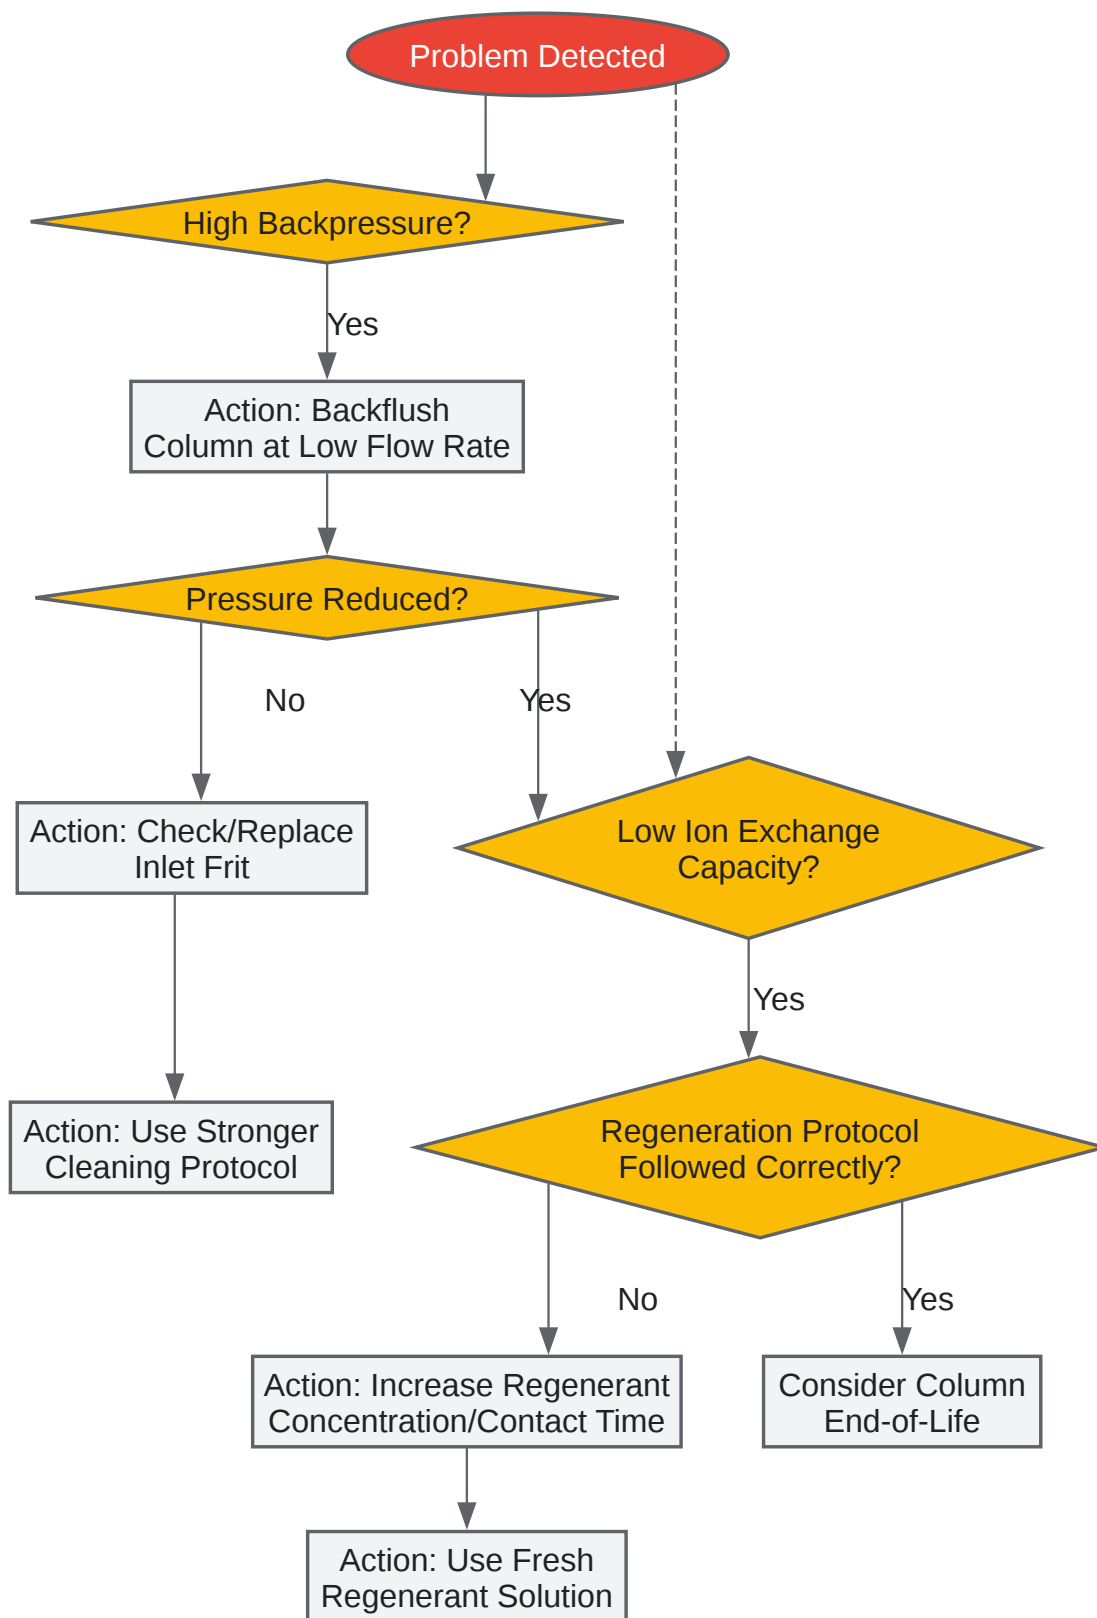 Problem Detected
High Backpressure?
Yes
Action: Backflush
Column at Low Flow Rate
Pressure Reduced?
No
Yes
Action: Check/Replace
Inlet Frit
Low Ion Exchange
Capacity?
Yes
Action: Use Stronger
Cleaning Protocol
Regeneration Protocol
Followed Correctly?
No
Yes
Action: Increase Regenerant
Concentration/Contact Time
Consider Column
End-of-Life
Action: Use Fresh
Regenerant Solution